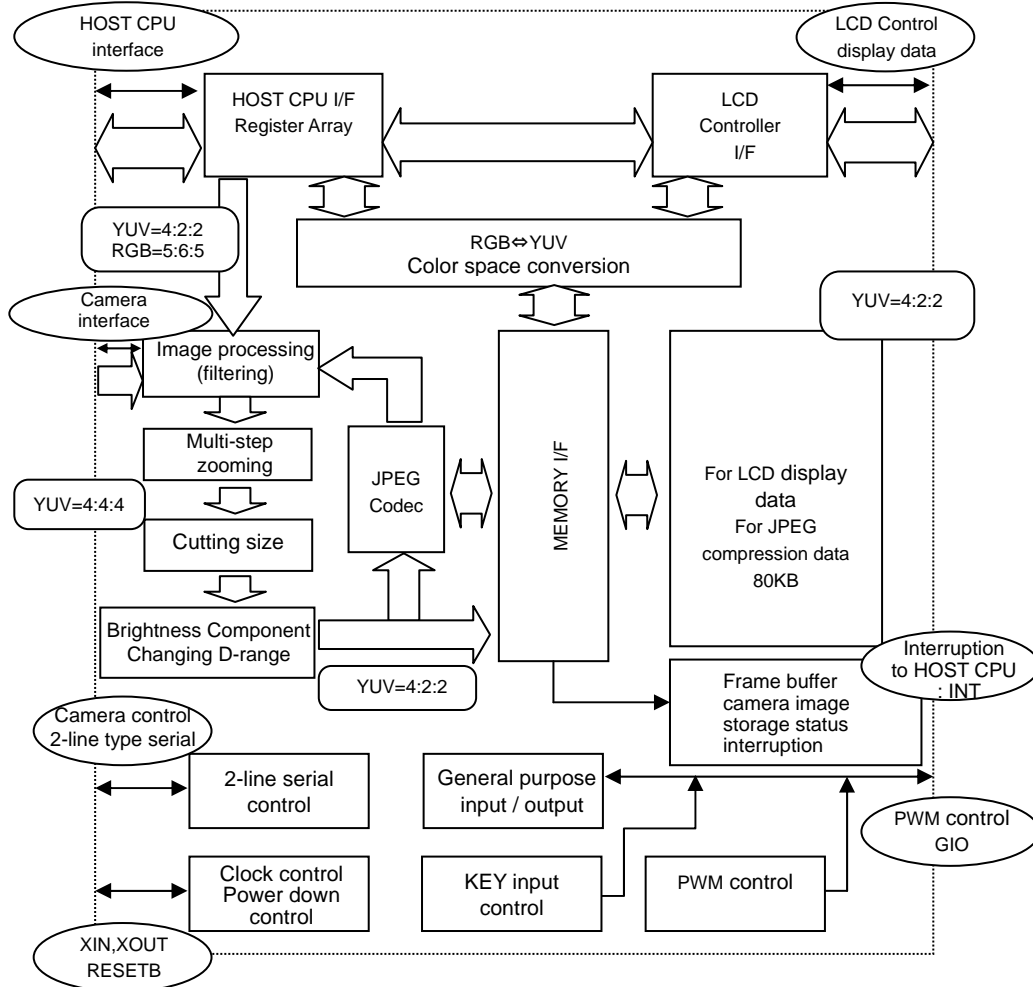 HOST CPU
interface
LCD Control
display data
HOST CPU I/F
Register Array
LCD
Controller
I/F
YUV=4:2:2
RGB=5:6:5
RGB⇔YUV
Color space conversion
YUV=4:2:2
Camera
interface
Image processing
(filtering)
Multi-step
zooming
JPEG
Codec
MEMORY I/F
For LCD display
data
For JPEG
compression data
80KB
YUV=4:4:4
Cutting size
Brightness Component
Changing D-range
YUV=4:2:2
Interruption
to HOST CPU
: INT
Frame buffer
camera image
storage status
interruption
Camera control
2-line type serial
2-line serial
control
General purpose
input / output
PWM control
GIO
Clock control
Power down
control
KEY input
control
PWM control
XIN,XOUT
RESETB